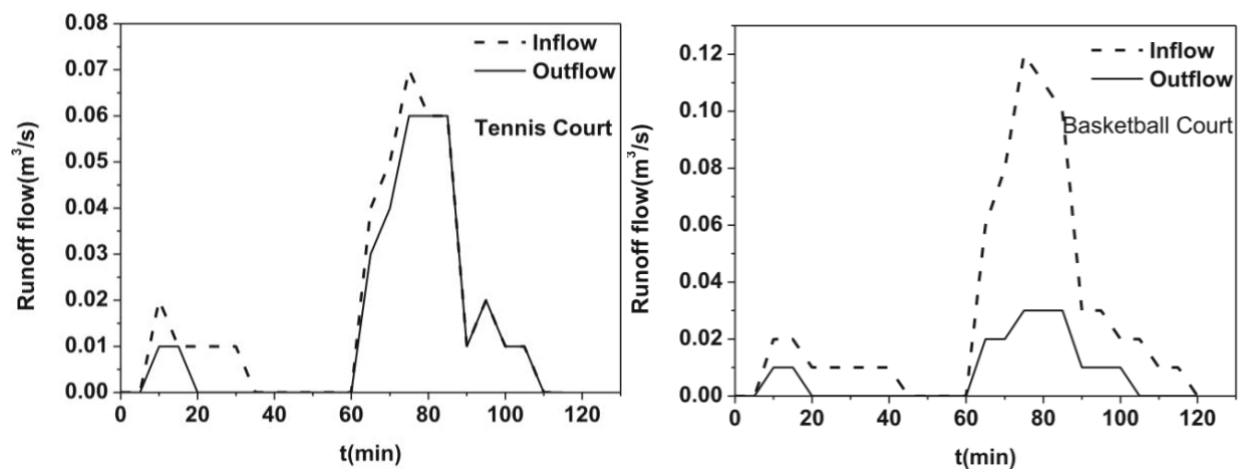 0.08
0.07
0.06
0.05
0.04
0.03
0.02
0.01
0.00
Runoff flow(m³/s)
Inflow
Outflow
Tennis Court
0 20 40 60 80 100 120
t(min)
0.12
0.10
0.08
0.06
0.04
0.02
0.00
Runoff flow(m³/s)
Inflow
Outflow
Basketball Court
0 20 40 60 80 100 120
t(min)